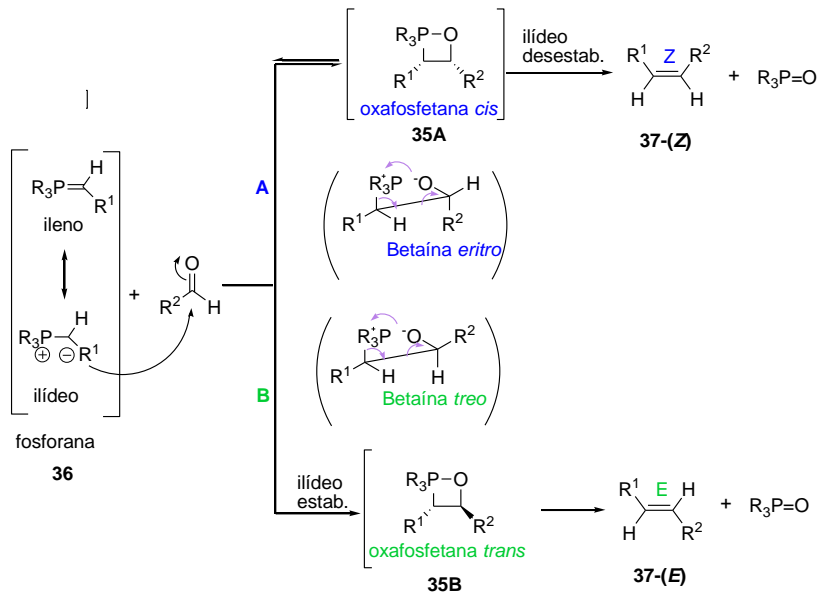 R₃P–O
R¹ R²
oxafosfetana cis
35A
ilídeo
desestab.
R¹ Z R²
H H
+ R₃P=O
37-(Z)
]
H
R₃P
R¹
ileno
H
R₃P
R¹
⊕ ⊖
ilídeo
fosforana
36
+
O
R² H
A
R₃⁺P ⁻O H
R¹ H R²
Betaína eritro
B
R₃⁺P ⁻O R²
R¹ H H
Betaína treo
ilídeo
estab.
R₃P–O
R¹ R²
oxafosfetana trans
35B
R¹ E H
H R²
+ R₃P=O
37-(E)